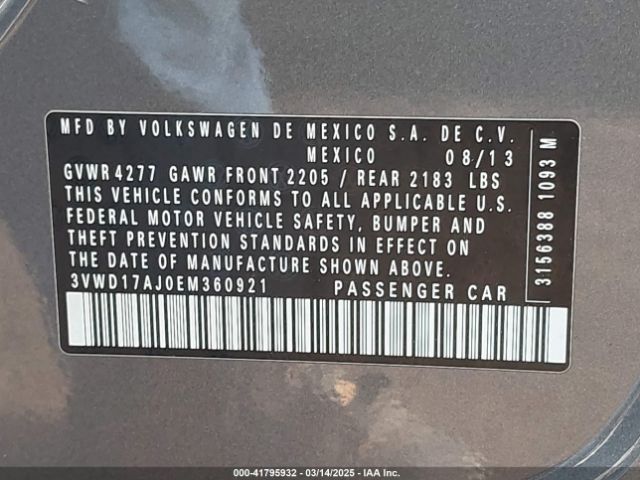 MFD BY VOLKSWAGEN DE MEXICO S.A. DE C.V.
MEXICO 08/13
GVWR 4277 GAWR FRONT 2205 / REAR 2183 LBS
THIS VEHICLE CONFORMS TO ALL APPLICABLE U.S.
FEDERAL MOTOR VEHICLE SAFETY, BUMPER AND
THEFT PREVENTION STANDARDS IN EFFECT ON
THE DATE OF MANUFACTURE SHOWN ABOVE.
3VWD17AJ0EM360921 PASSENGER CAR
3156388 1093 M
000-41795932 - 03/14/2025 - IAA Inc.